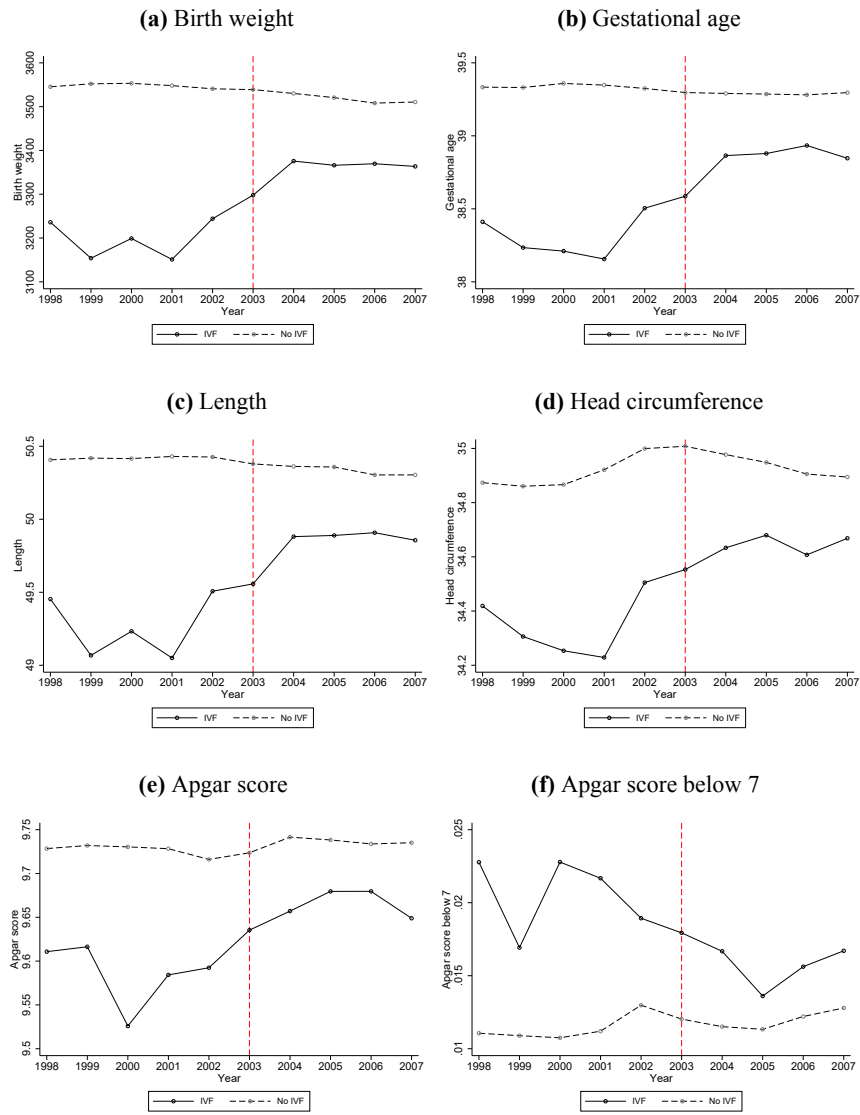 (a) Birth weight
Birth weight
3600
3500
3400
3300
3200
3100
1998 1999 2000 2001 2002 2003 2004 2005 2006 2007
Year
IVF No IVF
(b) Gestational age
Gestational age
39.5
39
38.5
38
1998 1999 2000 2001 2002 2003 2004 2005 2006 2007
Year
IVF No IVF
(c) Length
Length
50.5
50
49.5
49
1998 1999 2000 2001 2002 2003 2004 2005 2006 2007
Year
IVF No IVF
(d) Head circumference
Head circumference
35
34.8
34.6
34.4
34.2
1998 1999 2000 2001 2002 2003 2004 2005 2006 2007
Year
IVF No IVF
(e) Apgar score
Apgar score
9.75
9.7
9.65
9.6
9.55
9.5
1998 1999 2000 2001 2002 2003 2004 2005 2006 2007
Year
IVF No IVF
(f) Apgar score below 7
Apgar score below 7
.025
.02
.015
.01
1998 1999 2000 2001 2002 2003 2004 2005 2006 2007
Year
IVF No IVF